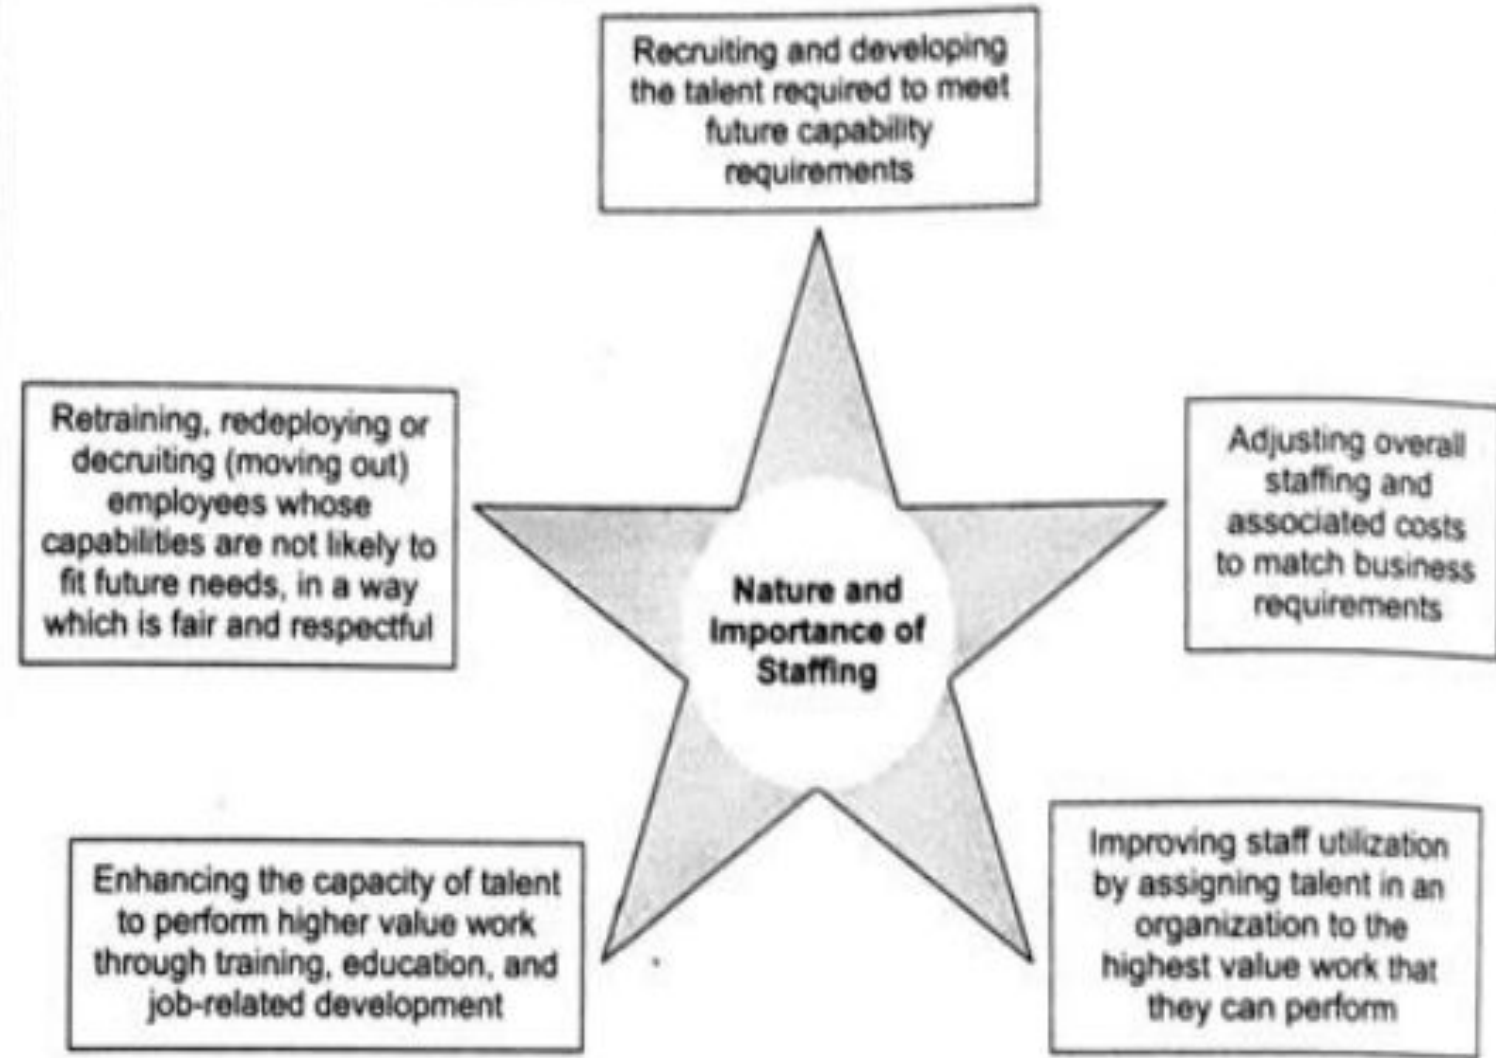 Recruiting and developing
the talent required to meet
future capability
requirements
Retraining, redeploying or
decruiting (moving out)
employees whose
capabilities are not likely to
fit future needs, in a way
which is fair and respectful
Adjusting overall
staffing and
associated costs
to match business
requirements
Nature and
Importance of
Staffing
Enhancing the capacity of talent
to perform higher value work
through training, education, and
job-related development
Improving staff utilization
by assigning talent in an
organization to the
highest value work that
they can perform